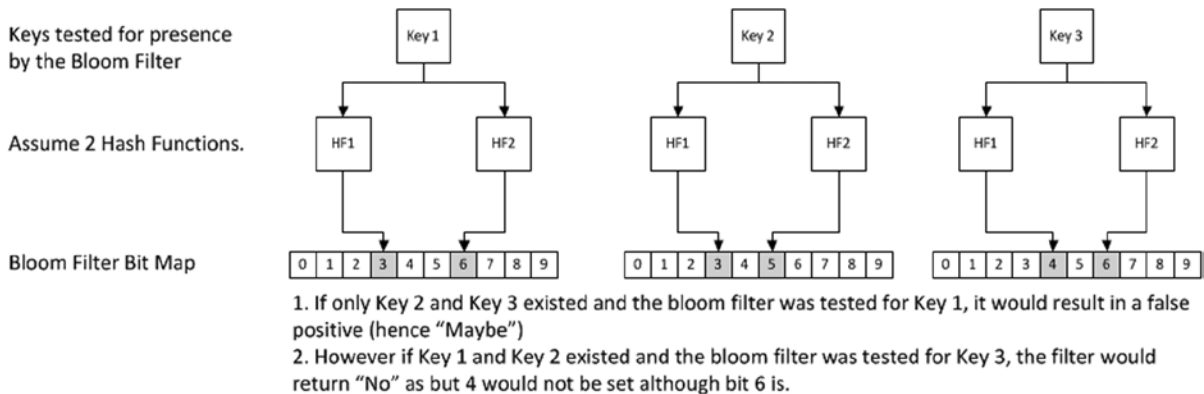 Keys tested for presence
by the Bloom Filter
Key 1
Key 2
Key 3
Assume 2 Hash Functions.
HF1
HF2
HF1
HF2
HF1
HF2
Bloom Filter Bit Map
0 1 2 3 4 5 6 7 8 9
0 1 2 3 4 5 6 7 8 9
0 1 2 3 4 5 6 7 8 9
1. If only Key 2 and Key 3 existed and the bloom filter was tested for Key 1, it would result in a false
positive (hence “Maybe”)
2. However if Key 1 and Key 2 existed and the bloom filter was tested for Key 3, the filter would
return “No” as but 4 would not be set although bit 6 is.